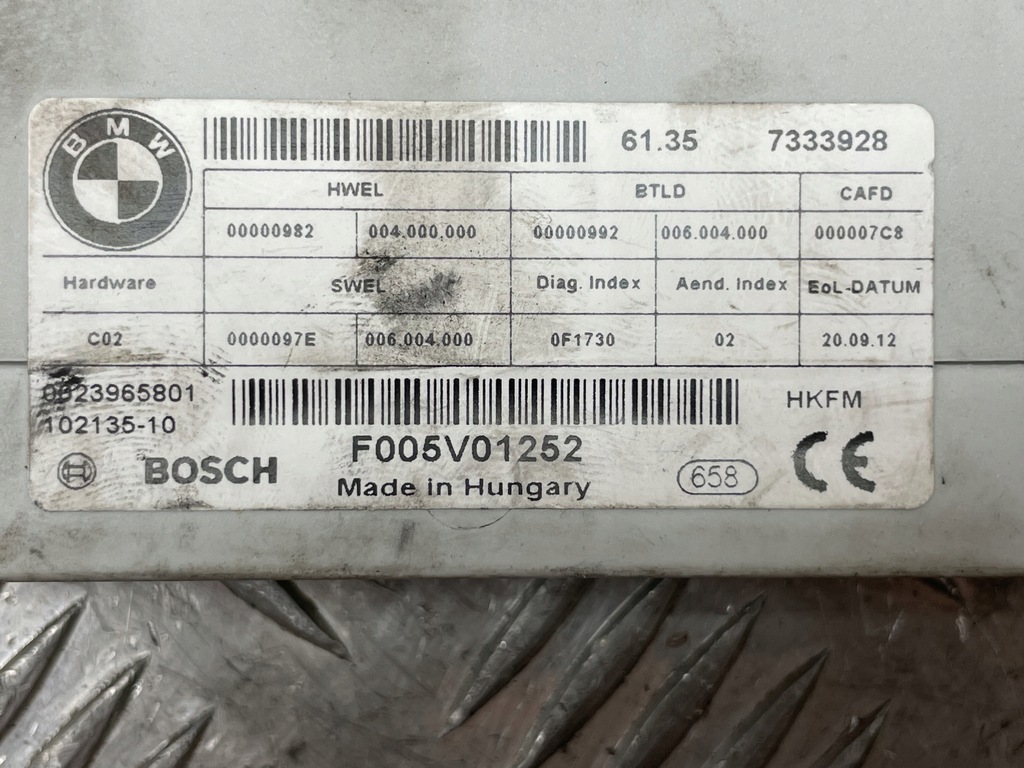 BMW
61.35 7333928
HWEL BTLD CAFD
00000982 004.000.000 00000992 006.004.000 000007C8
Hardware SWEL Diag. Index Aend. Index EoL-DATUM
C02 0000097E 006.004.000 0F1730 02 20.09.12
0023965801 HKFM
102135-10
F005V01252
BOSCH 658 CE
Made in Hungary